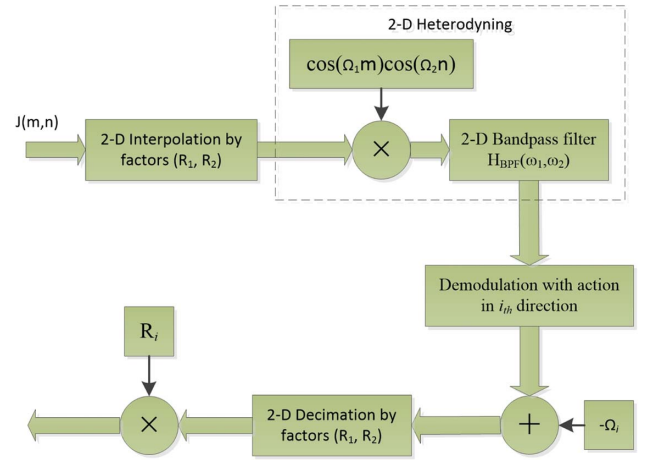 2-D Heterodyning
cos(Ω₁m)cos(Ω₂n)
J(m,n)
2-D Interpolation by
factors (R₁, R₂)
×
2-D Bandpass filter
H_BPF(ω₁,ω₂)
Demodulation with action
in i_th direction
R_i
×
2-D Decimation by
factors (R₁, R₂)
+
-Ω_i